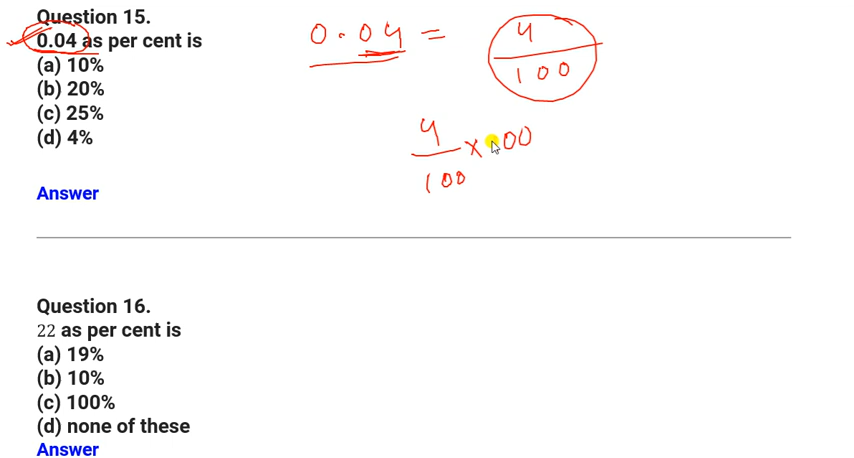 Question 15.
0.04 as per cent is
(a) 10%
(b) 20%
(c) 25%
(d) 4%
Answer
0.04 = 4/100
4/100 × 100
Question 16.
22 as per cent is
(a) 19%
(b) 10%
(c) 100%
(d) none of these
Answer